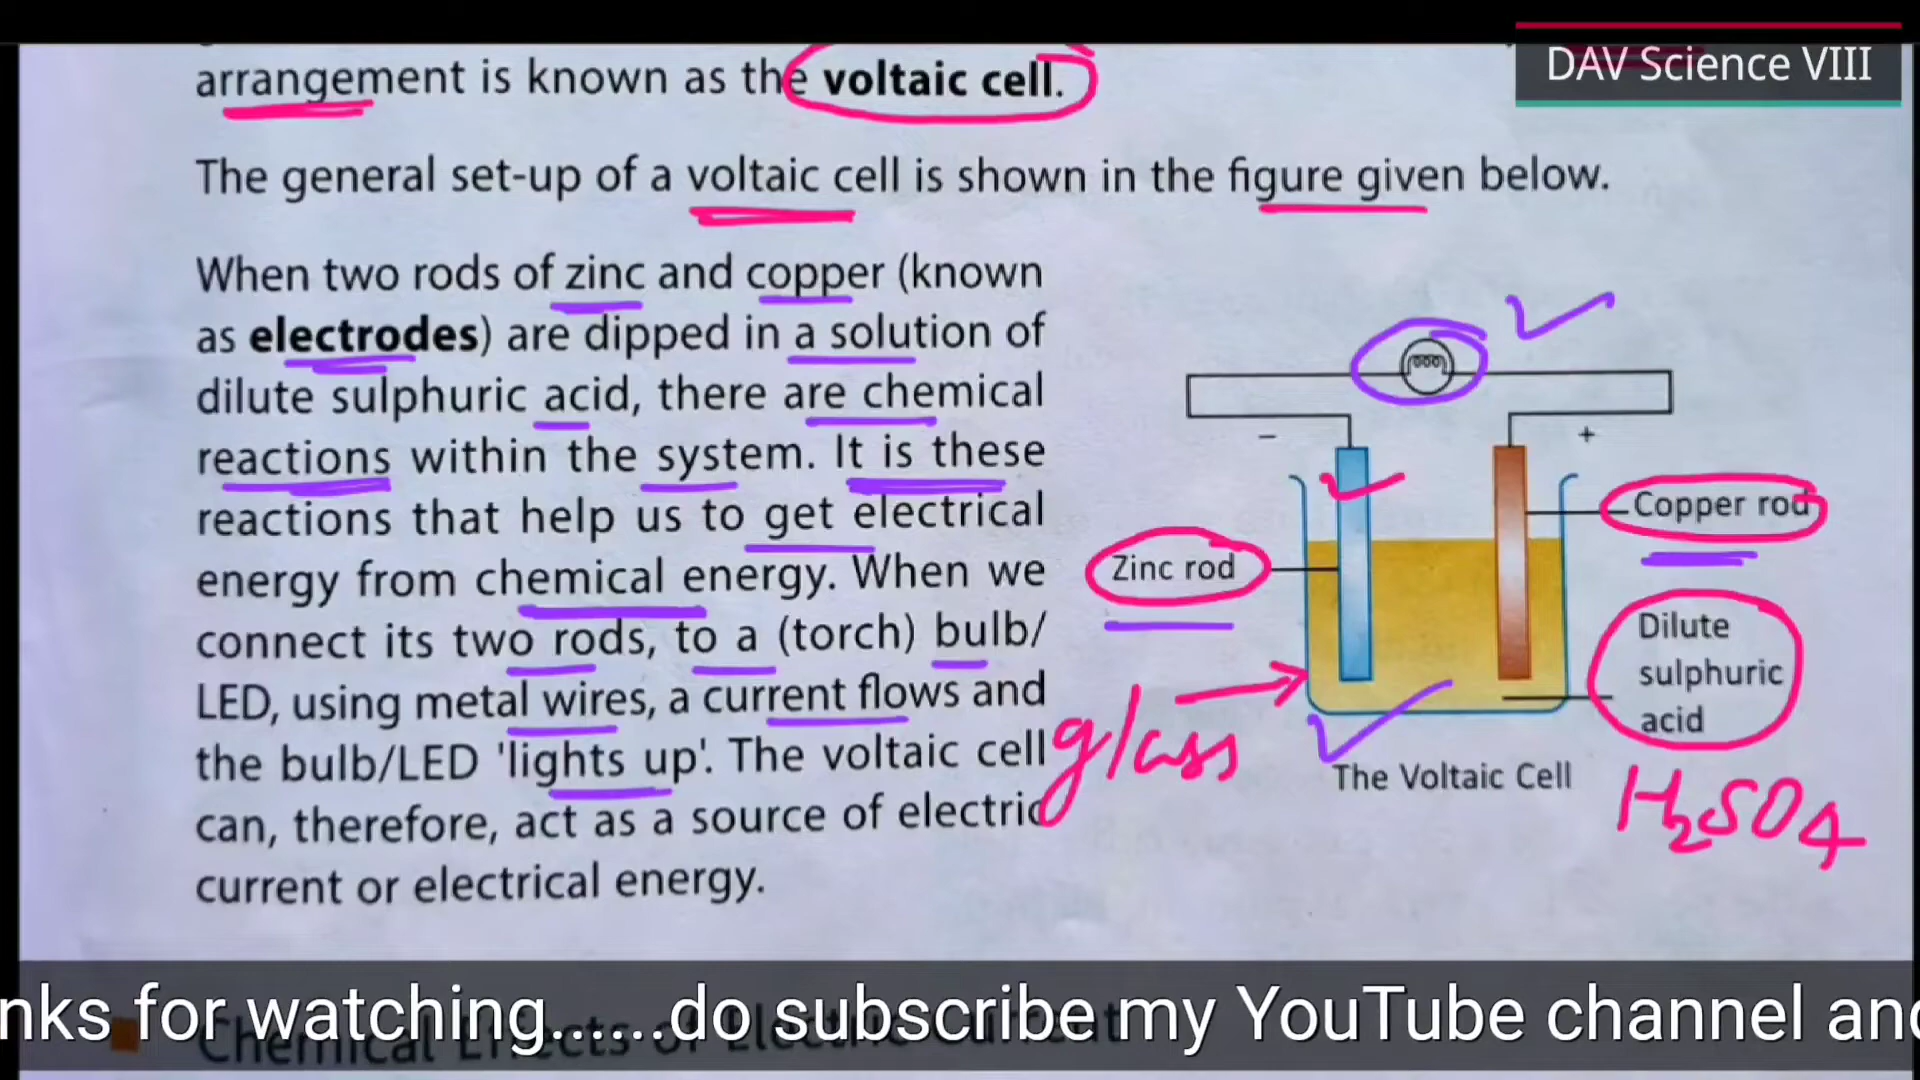 arrangement is known as the voltaic cell.
DAV Science VIII
The general set-up of a voltaic cell is shown in the figure given below.
When two rods of zinc and copper (known
as electrodes) are dipped in a solution of
dilute sulphuric acid, there are chemical
reactions within the system. It is these
reactions that help us to get electrical
energy from chemical energy. When we
connect its two rods, to a (torch) bulb/
LED, using metal wires, a current flows and
the bulb/LED 'lights up'. The voltaic cell
can, therefore, act as a source of electric
current or electrical energy.
–
+
Copper rod
Zinc rod
Dilute
sulphuric
acid
glass
The Voltaic Cell
H2SO4
nks for watching......do subscribe my YouTube channel and
Chemical Effects of Electric Current